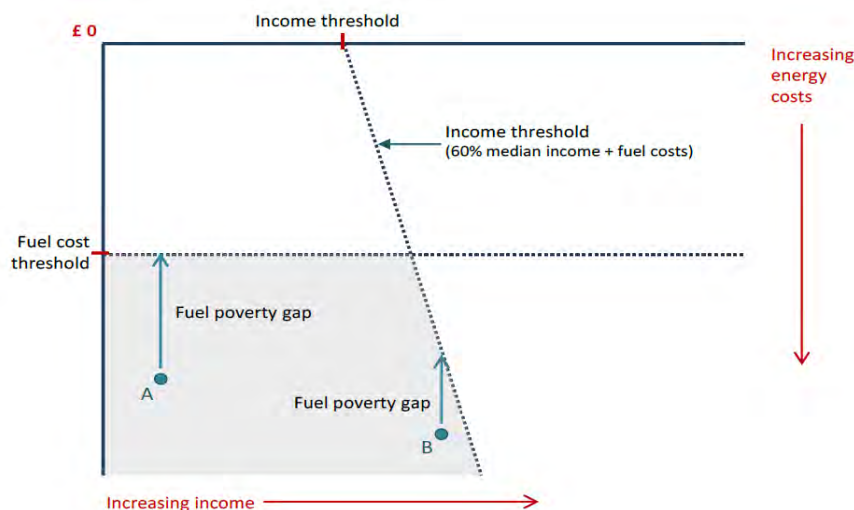 Income threshold
£ 0
Increasing
energy
costs
Income threshold
(60% median income + fuel costs)
Fuel cost
threshold
Fuel poverty gap
A
Fuel poverty gap
B
Increasing income